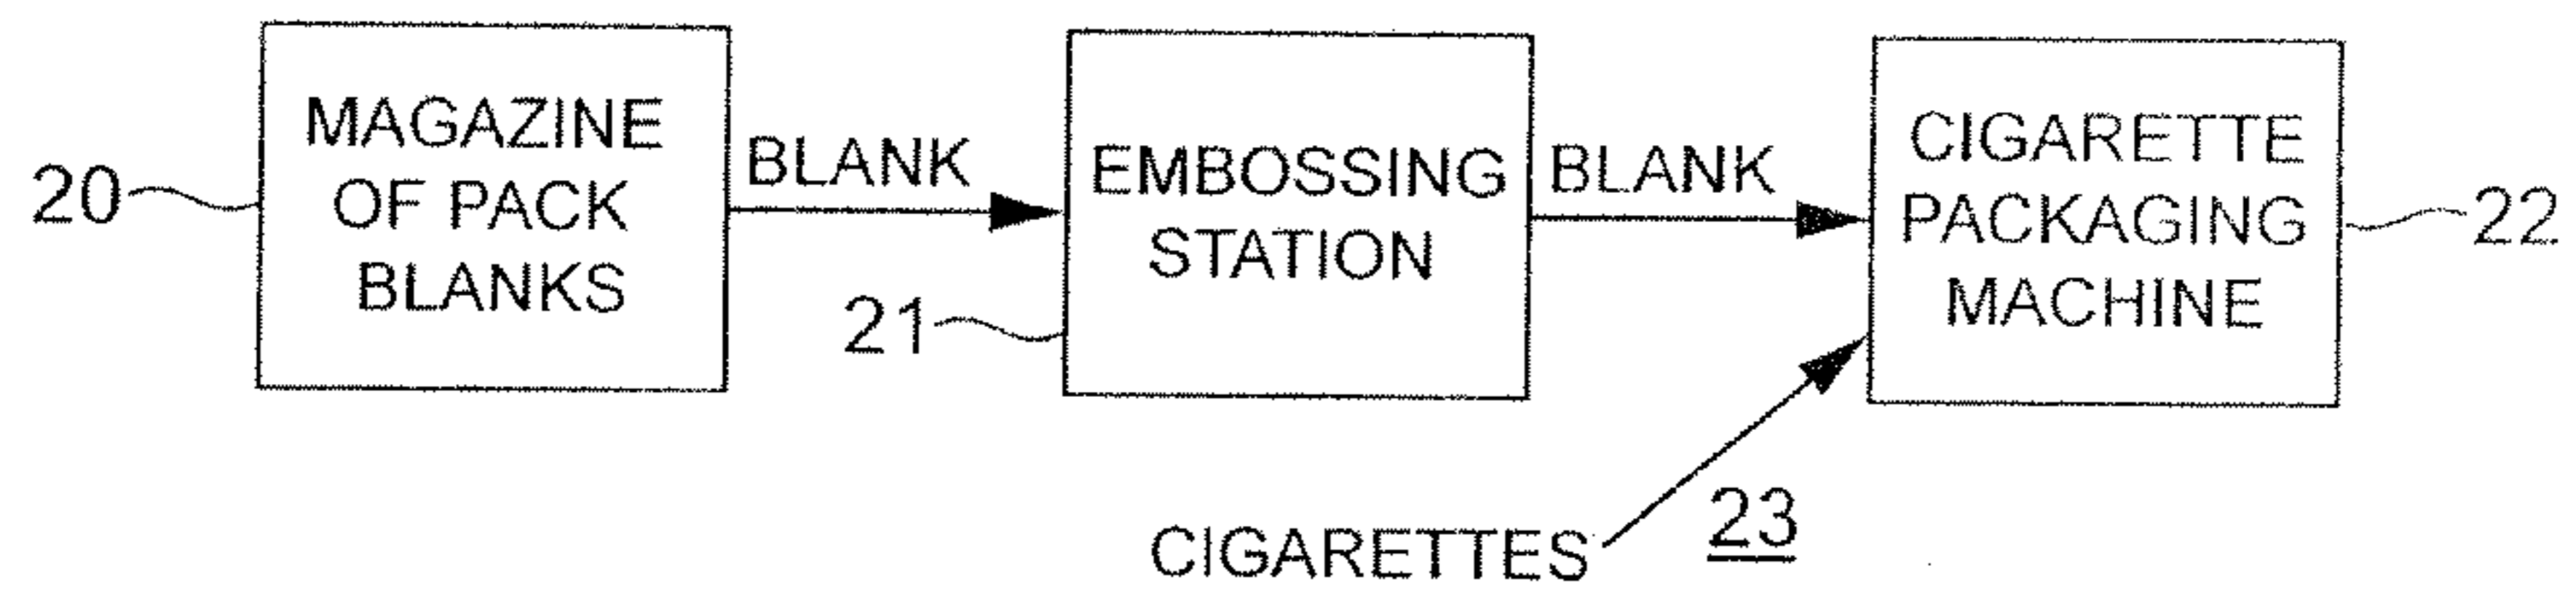 MAGAZINE
OF PACK
BLANKS
20
BLANK
EMBOSSING
STATION
21
BLANK
CIGARETTE
PACKAGING
MACHINE
22
CIGARETTES
23